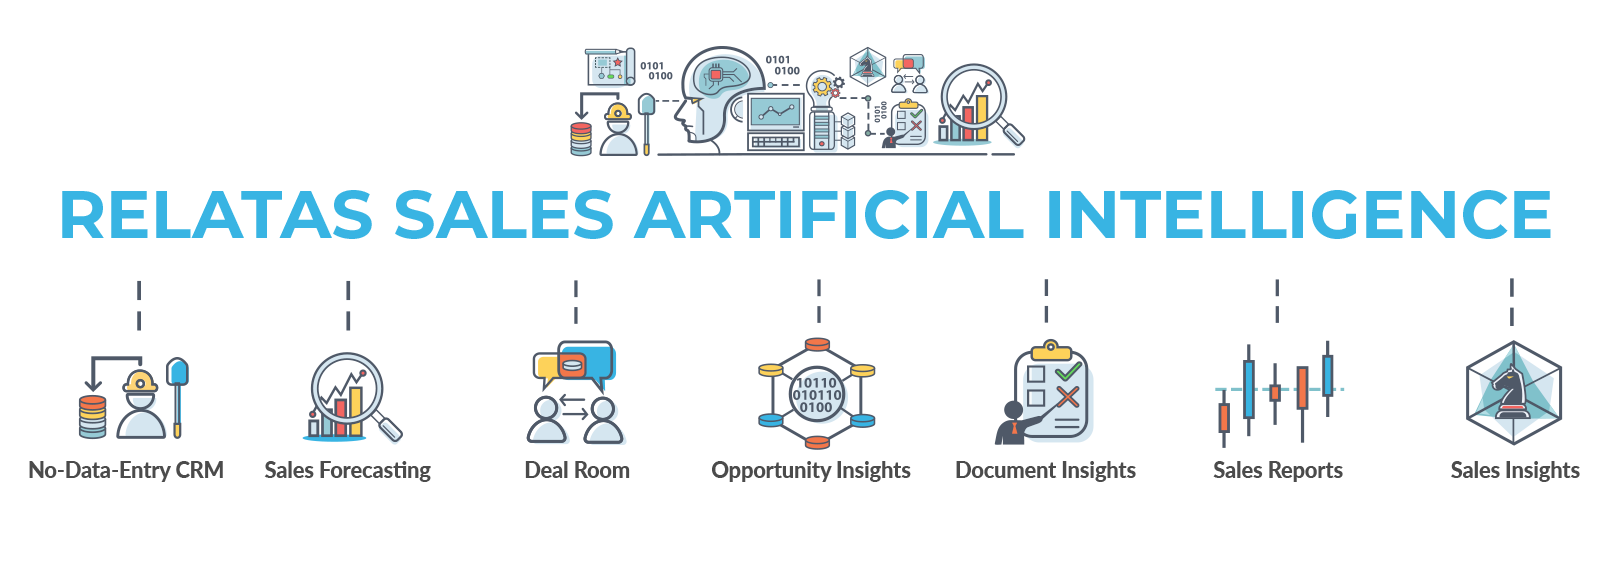 0101
0100
0101
0100
0101
0100
RELATAS SALES ARTIFICIAL INTELLIGENCE
10110
010110
0100
No-Data-Entry CRM
Sales Forecasting
Deal Room
Opportunity Insights
Document Insights
Sales Reports
Sales Insights